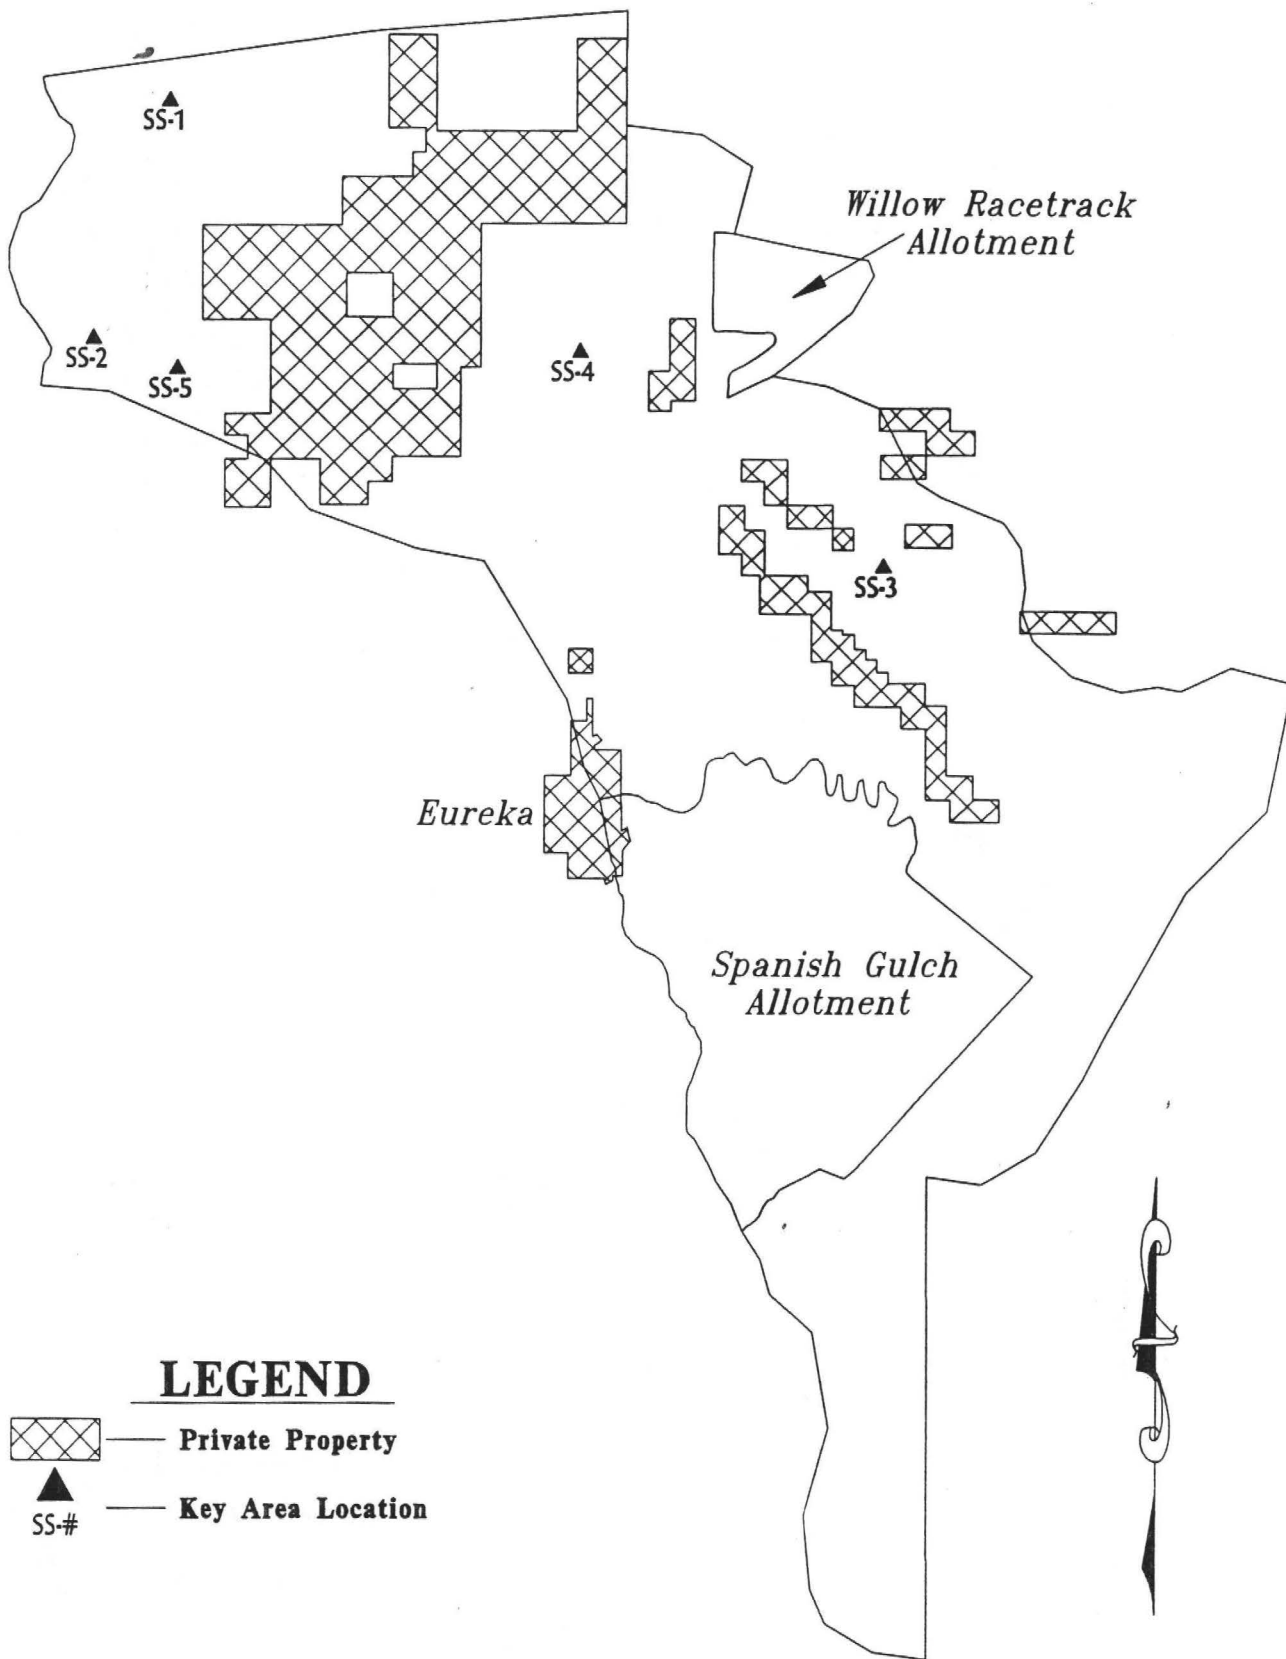 SS-1
Willow Racetrack
Allotment
SS-2
SS-5
SS-4
SS-3
Eureka
Spanish Gulch
Allotment
LEGEND
Private Property
Key Area Location
SS-#